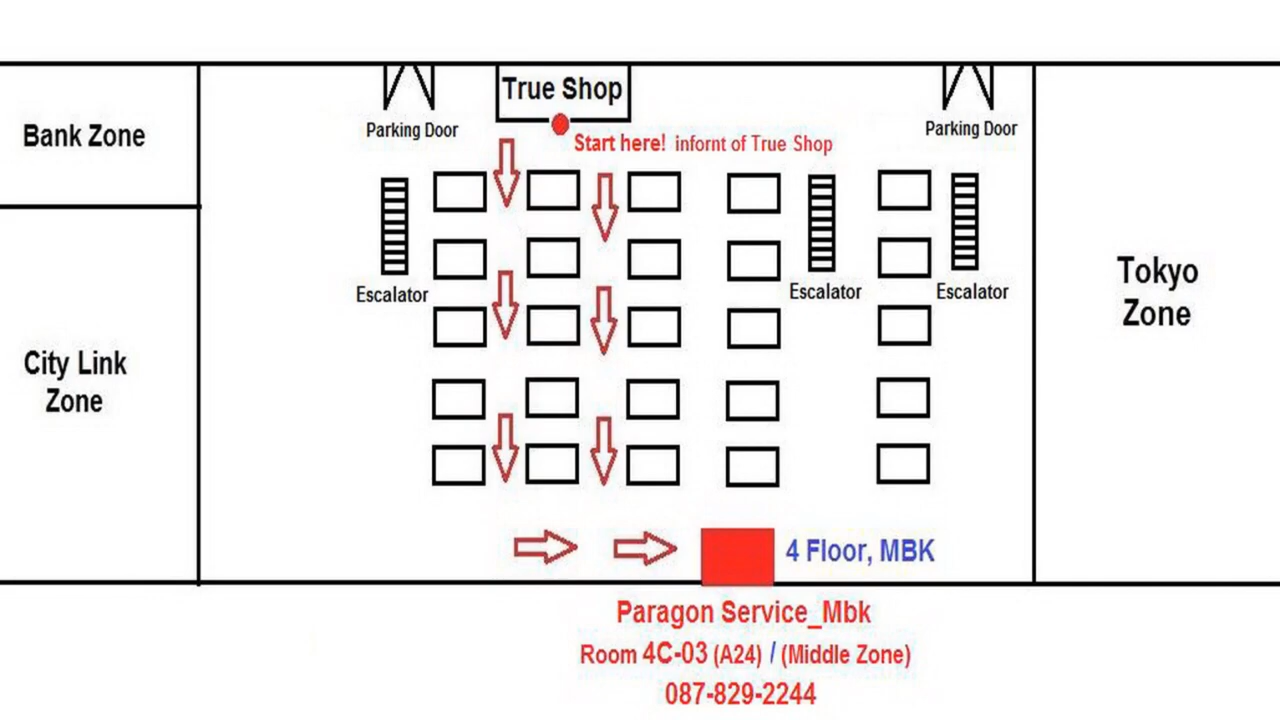 True Shop
Bank Zone
Parking Door
Start here! infornt of True Shop
Parking Door
Escalator
Escalator
Escalator
Tokyo
Zone
City Link
Zone
4 Floor, MBK
Paragon Service_Mbk
Room 4C-03 (A24) / (Middle Zone)
087-829-2244